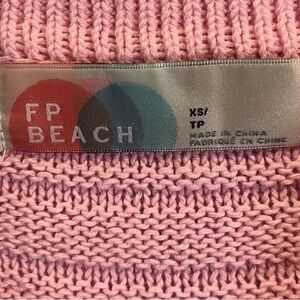 FP
BEACH
XS/
TP
MADE IN CHINA
FABRIQUÉ EN CHINE